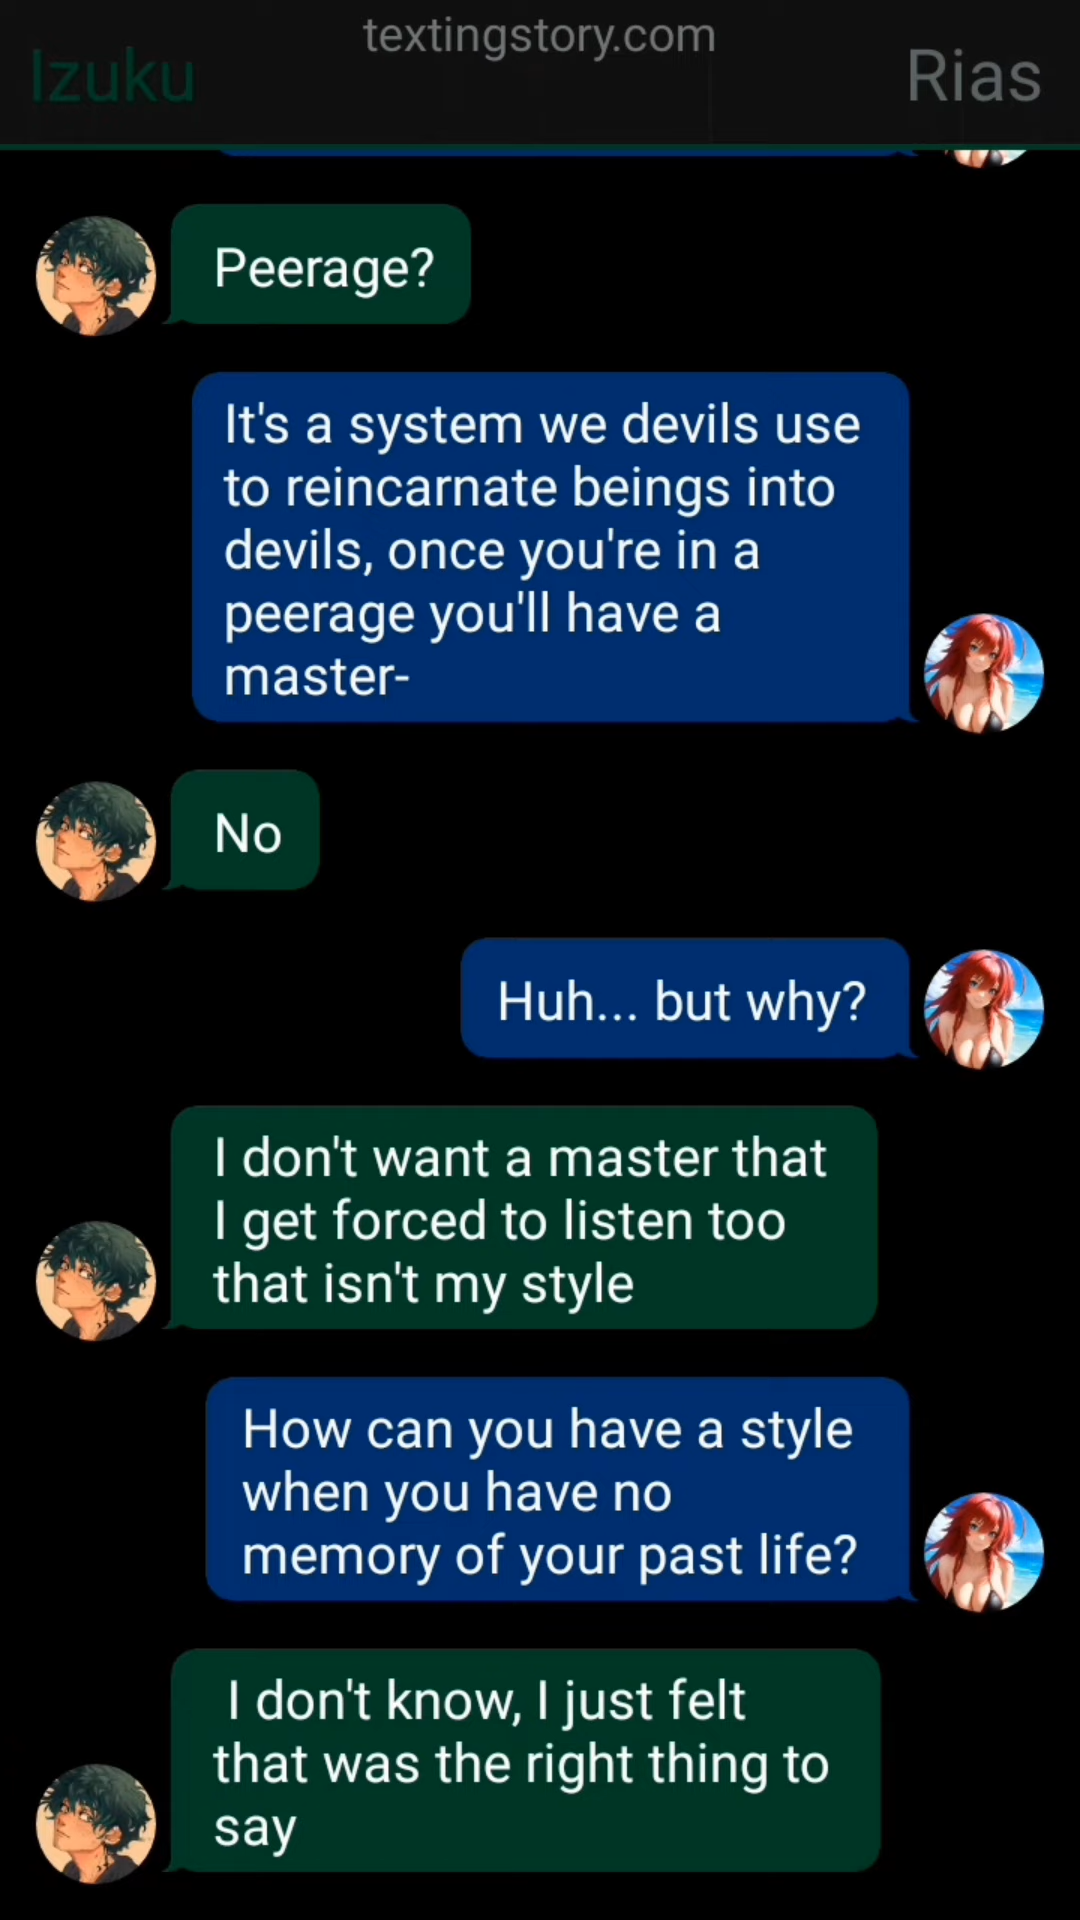 textingstory.com
Izuku
Rias
Peerage?
It's a system we devils use
to reincarnate beings into
devils, once you're in a
peerage you'll have a
master-
No
Huh... but why?
I don't want a master that
I get forced to listen too
that isn't my style
How can you have a style
when you have no
memory of your past life?
I don't know, I just felt
that was the right thing to
say